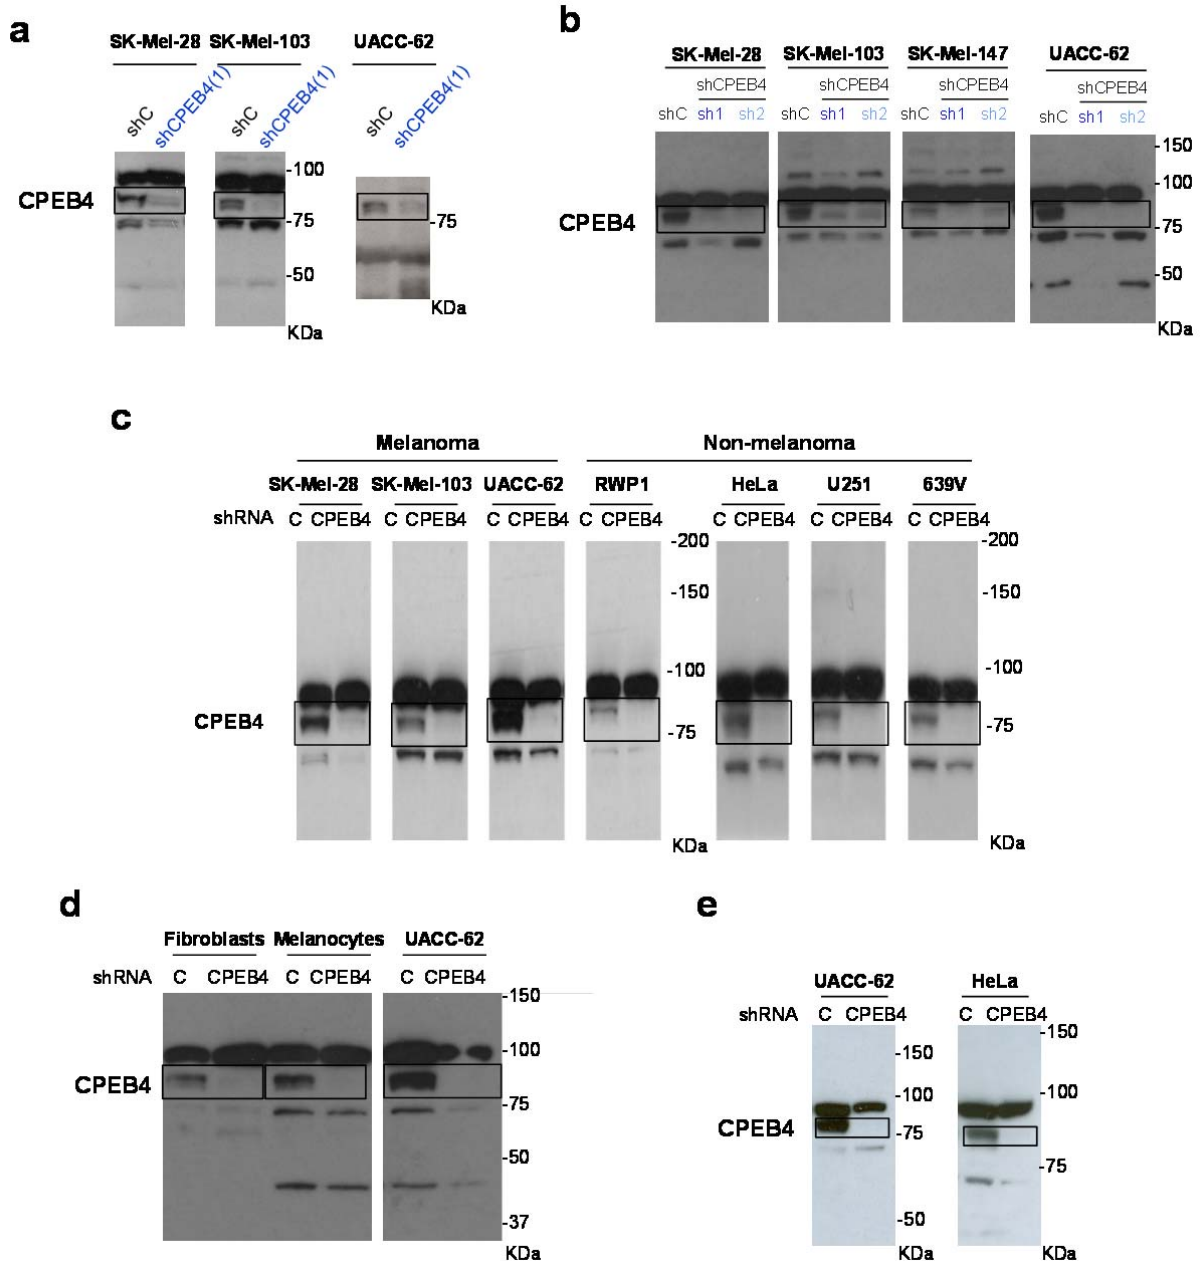 a
SK-Mel-28 SK-Mel-103 UACC-62
shC shCPEB4(1) shC shCPEB4(1) shC shCPEB4(1)
-100
CPEB4
-75
-75
-50
KDa
KDa
b
SK-Mel-28 SK-Mel-103 SK-Mel-147 UACC-62
shCPEB4 shCPEB4 shCPEB4 shCPEB4
shC sh1 sh2 shC sh1 sh2 shC sh1 sh2 shC sh1 sh2
-150
-100
CPEB4
-75
-50
KDa
c
Melanoma Non-melanoma
SK-Mel-28 SK-Mel-103 UACC-62 RWP1 HeLa U251 639V
shRNA C CPEB4 C CPEB4 C CPEB4 C CPEB4 C CPEB4 C CPEB4 C CPEB4
-200 -200
-150 -150
-100 -100
CPEB4
-75 -75
KDa KDa
d
Fibroblasts Melanocytes UACC-62
shRNA C CPEB4 C CPEB4 C CPEB4
-150
-100
CPEB4
-75
-50
-37
KDa
e
UACC-62 HeLa
shRNA C CPEB4 C CPEB4
-150 -150
-100 -100
CPEB4
-75 -75
-50
KDa KDa